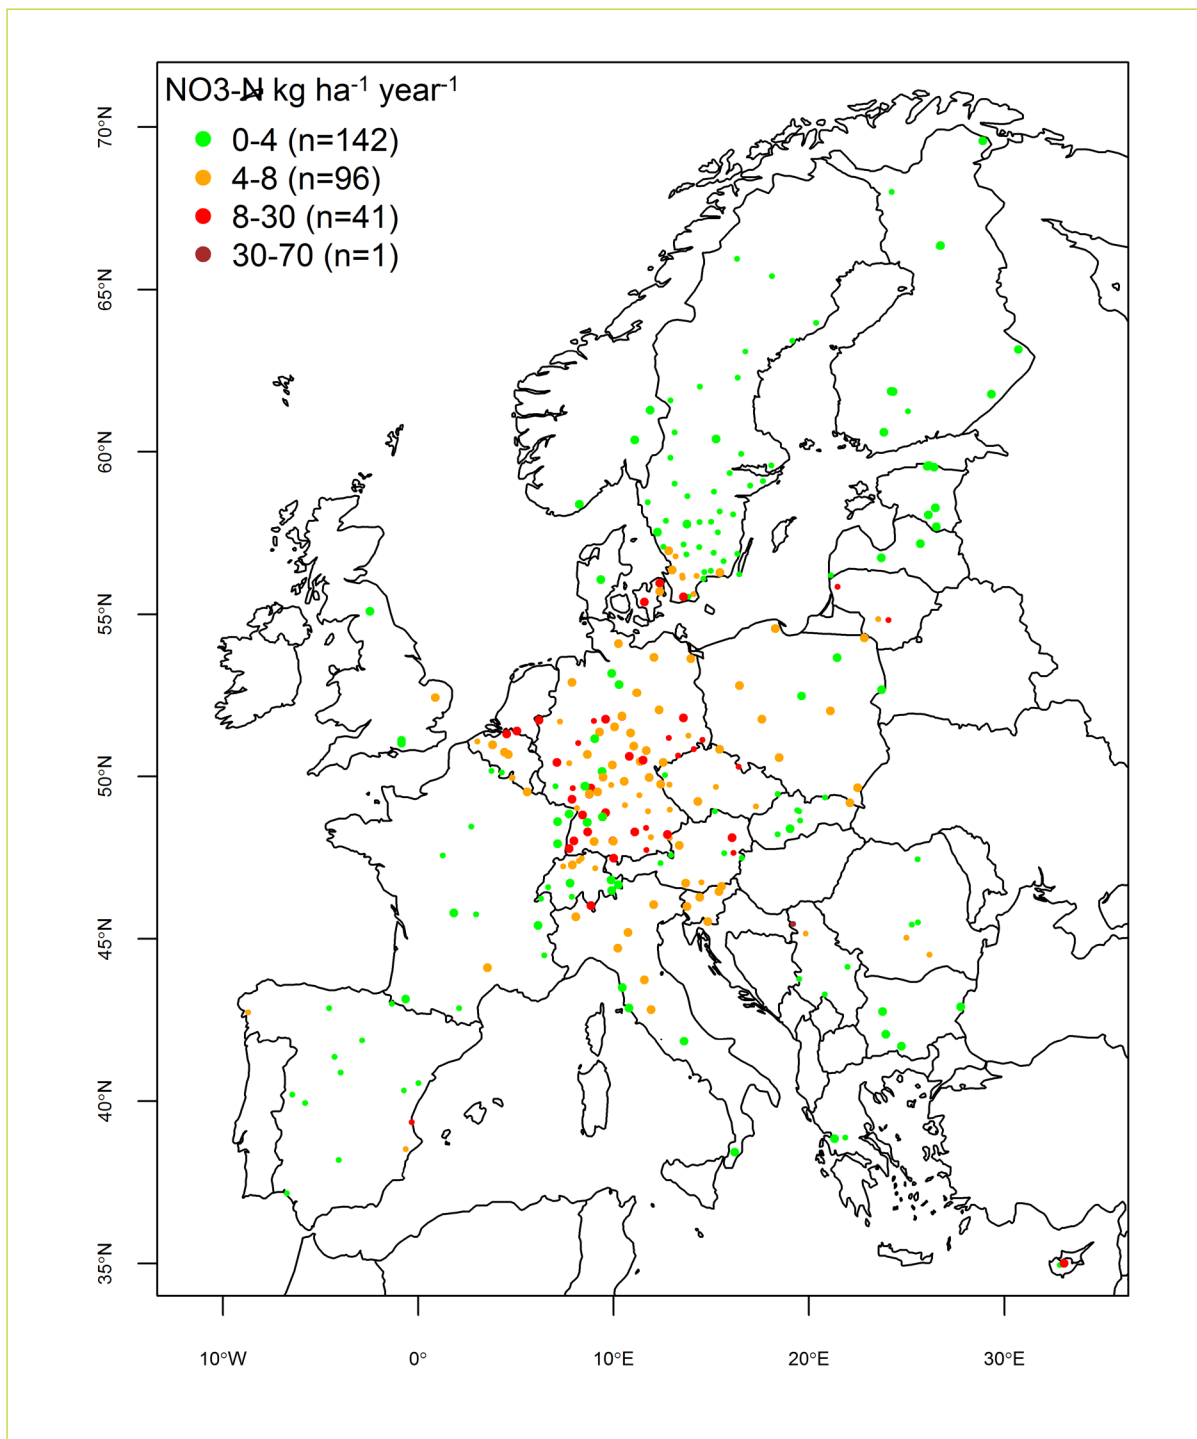 NO3-N kg ha⁻¹ year⁻¹
0-4 (n=142)
4-8 (n=96)
8-30 (n=41)
30-70 (n=1)
70°N
65°N
60°N
55°N
50°N
45°N
40°N
35°N
10°W 0° 10°E 20°E 30°E